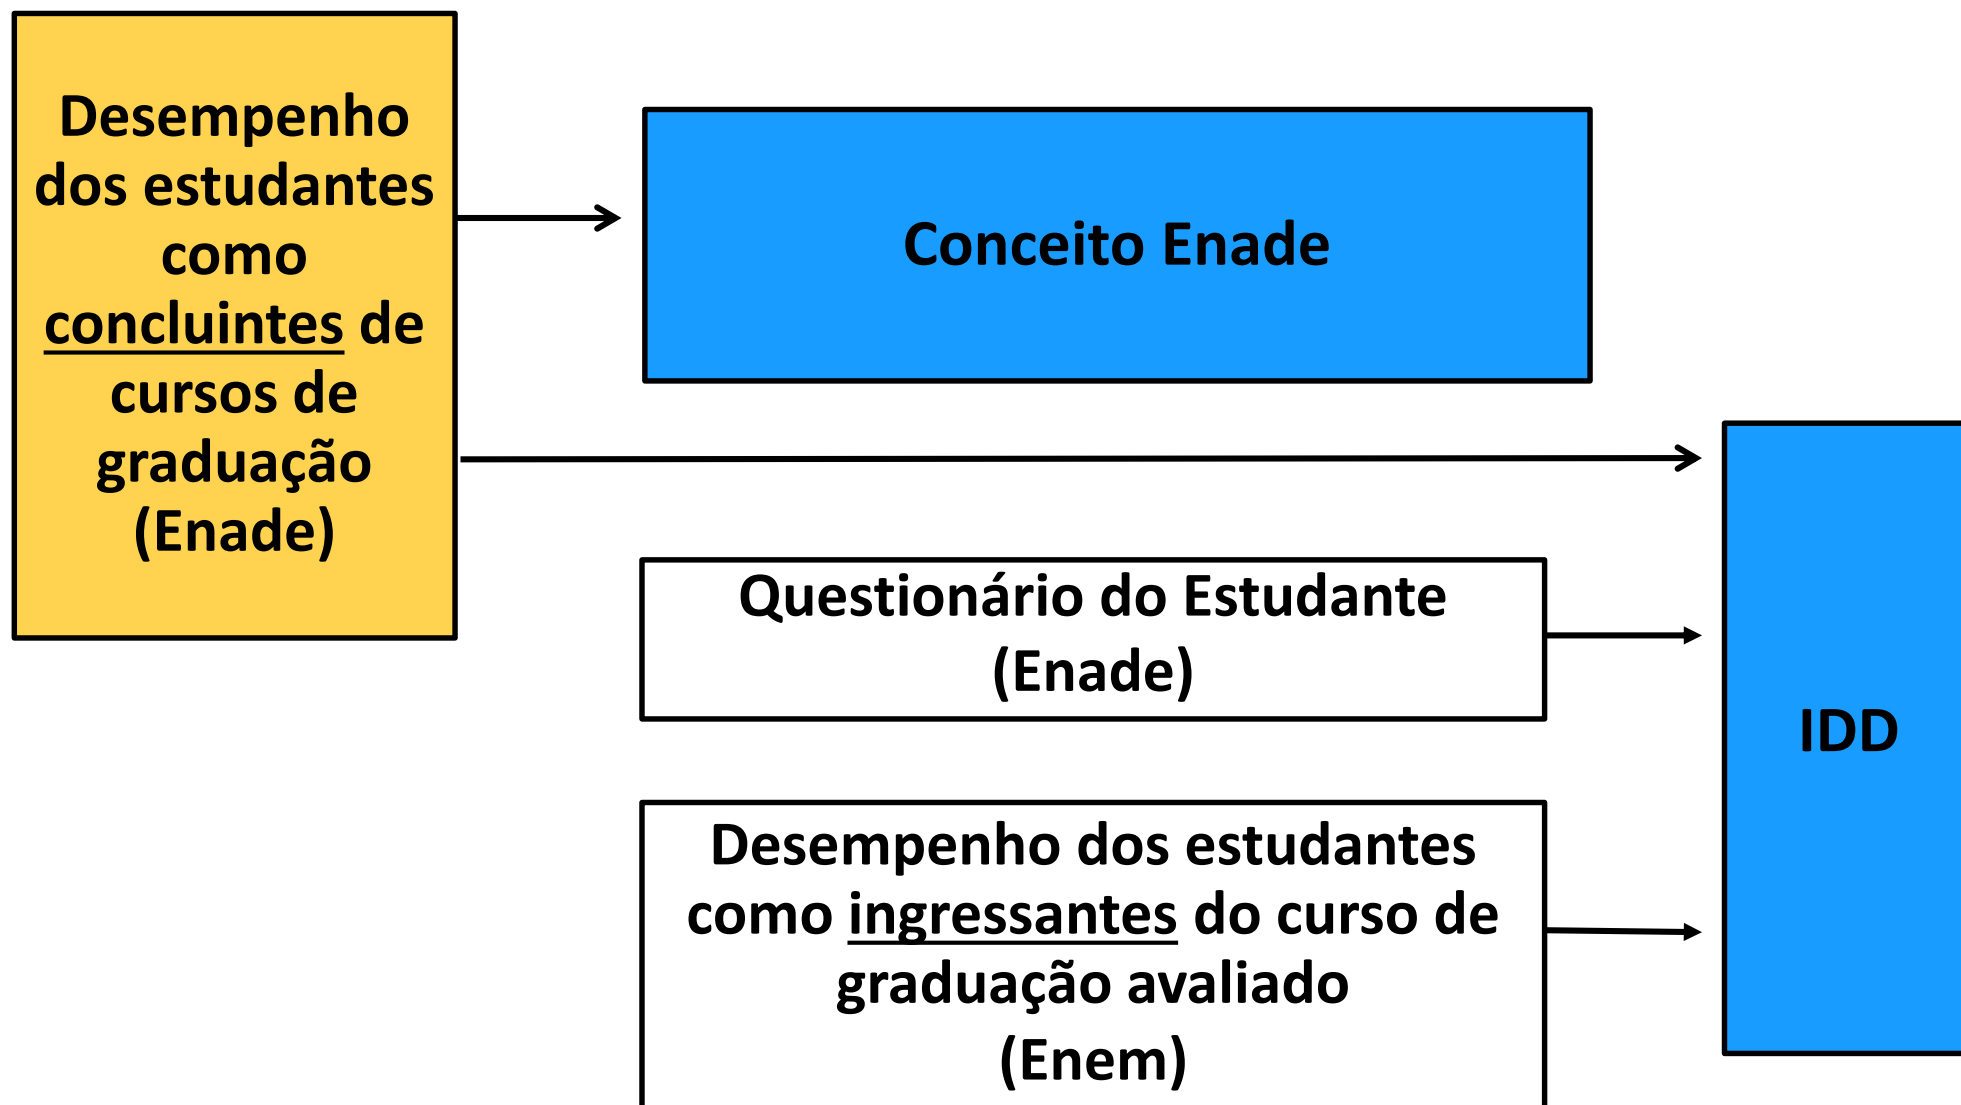 Desempenho
dos estudantes
como
concluintes de
cursos de
graduação
(Enade)
Conceito Enade
Questionário do Estudante
(Enade)
Desempenho dos estudantes
como ingressantes do curso de
graduação avaliado
(Enem)
IDD